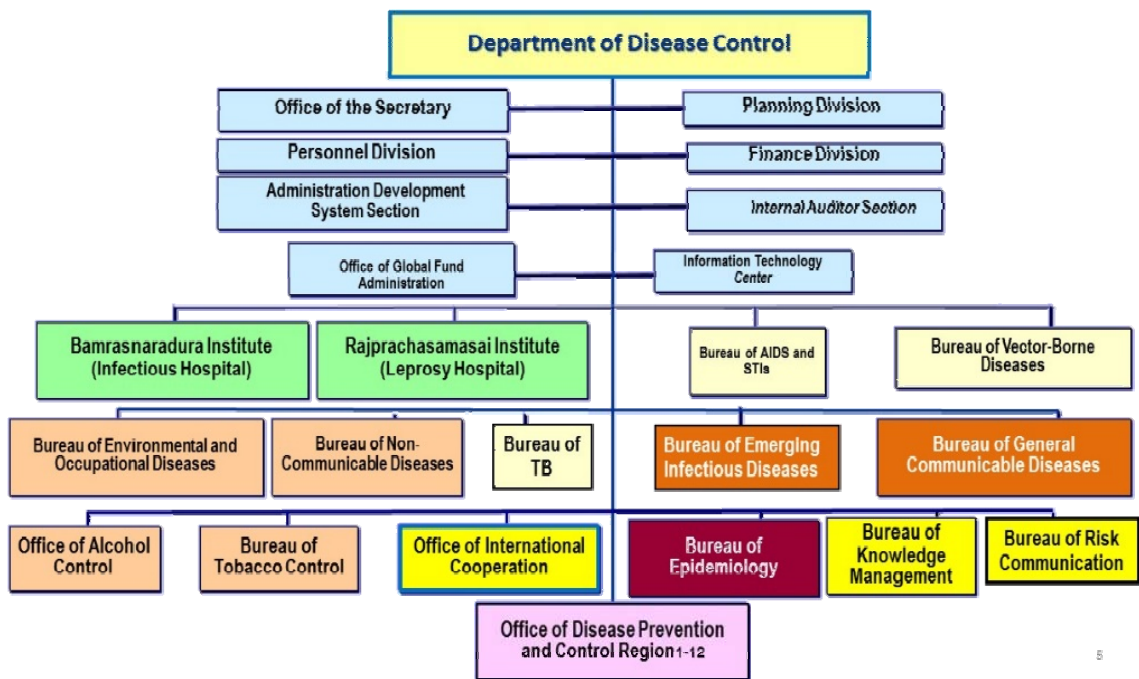 Department of Disease Control
Office of the Secretary
Planning Division
Personnel Division
Finance Division
Administration Development
System Section
Internal Auditor Section
Office of Global Fund
Administration
Information Technology
Center
Bamrasnaradura Institute
(Infectious Hospital)
Rajprachasamasai Institute
(Leprosy Hospital)
Bureau of AIDS and
STIs
Bureau of Vector-Borne
Diseases
Bureau of Environmental and
Occupational Diseases
Bureau of Non-
Communicable Diseases
Bureau of
TB
Bureau of Emerging
Infectious Diseases
Bureau of General
Communicable Diseases
Office of Alcohol
Control
Bureau of
Tobacco Control
Office of International
Cooperation
Bureau of
Epidemiology
Bureau of
Knowledge
Management
Bureau of Risk
Communication
Office of Disease Prevention
and Control Region 1-12
5